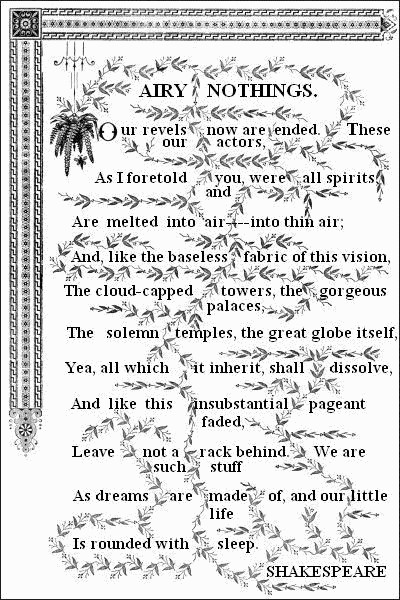 AIRY NOTHINGS.
Our revels now are ended. These
our actors,
As I foretold you, were all spirits,
and
Are melted into air----into thin air;
And, like the baseless fabric of this vision,
The cloud-capped towers, the gorgeous
palaces,
The solemn temples, the great globe itself,
Yea, all which it inherit, shall dissolve,
And like this insubstantial pageant
faded,
Leave not a rack behind. We are
such stuff
As dreams are made of, and our little
life
Is rounded with sleep.
SHAKESPEARE